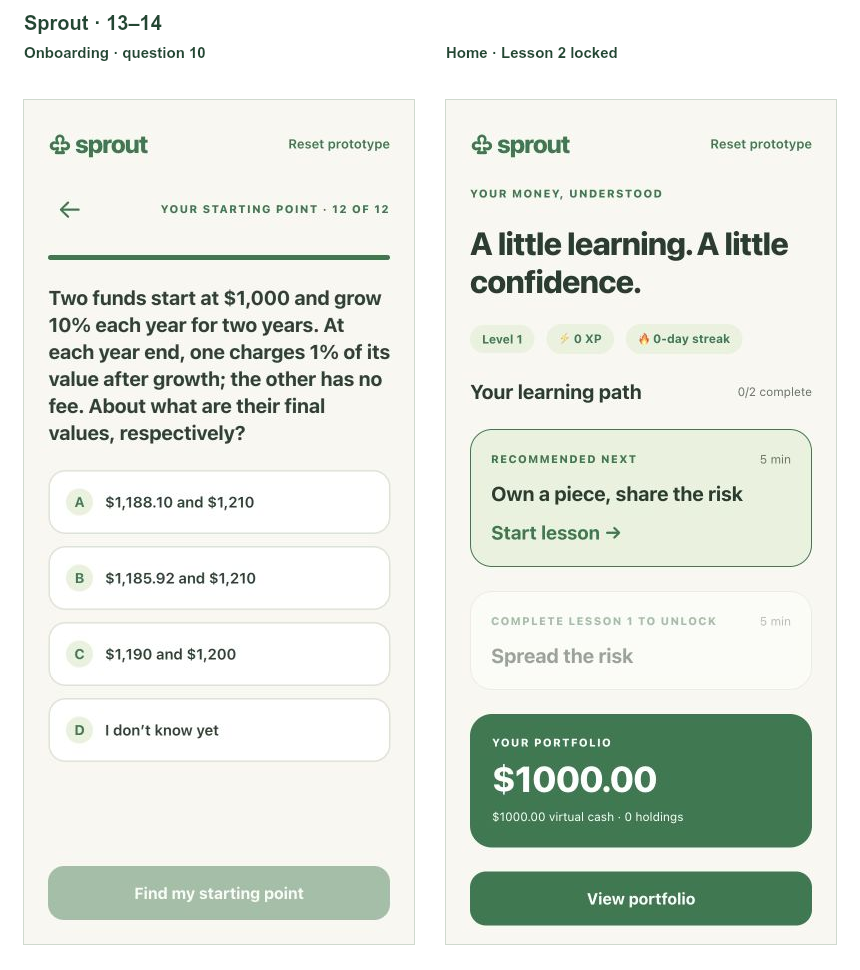 Sprout · 13–14
Onboarding · question 10
sprout
Reset prototype
YOUR STARTING POINT · 12 OF 12
Two funds start at $1,000 and grow
10% each year for two years. At
each year end, one charges 1% of its
value after growth; the other has no
fee. About what are their final
values, respectively?
A $1,188.10 and $1,210
B $1,185.92 and $1,210
C $1,190 and $1,200
D I don’t know yet
Find my starting point
Home · Lesson 2 locked
sprout
Reset prototype
YOUR MONEY, UNDERSTOOD
A little learning. A little
confidence.
Level 1
⚡ 0 XP
🔥 0-day streak
Your learning path
0/2 complete
RECOMMENDED NEXT
5 min
Own a piece, share the risk
Start lesson →
COMPLETE LESSON 1 TO UNLOCK
5 min
Spread the risk
YOUR PORTFOLIO
$1000.00
$1000.00 virtual cash · 0 holdings
View portfolio